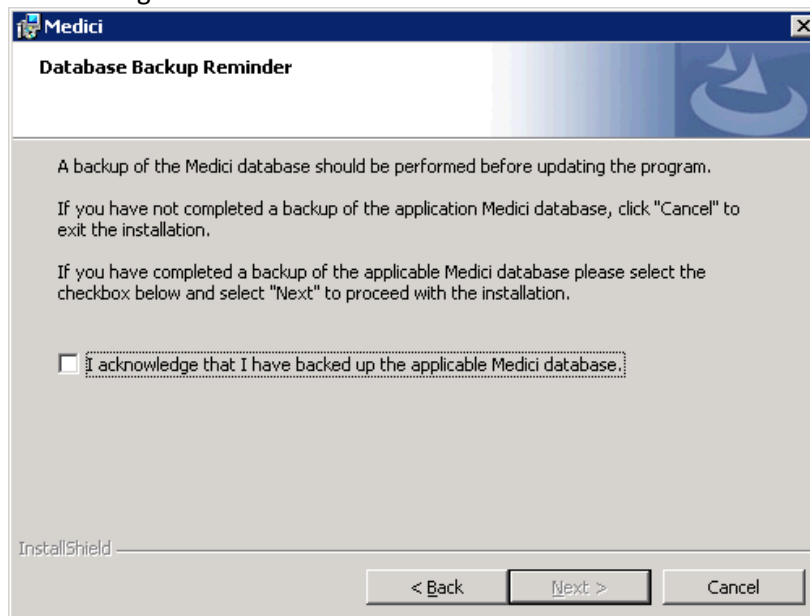 Medici
Database Backup Reminder
A backup of the Medici database should be performed before updating the program.
If you have not completed a backup of the application Medici database, click "Cancel" to
exit the installation.
If you have completed a backup of the applicable Medici database please select the
checkbox below and select "Next" to proceed with the installation.
I acknowledge that I have backed up the applicable Medici database.
InstallShield
< Back
Next >
Cancel